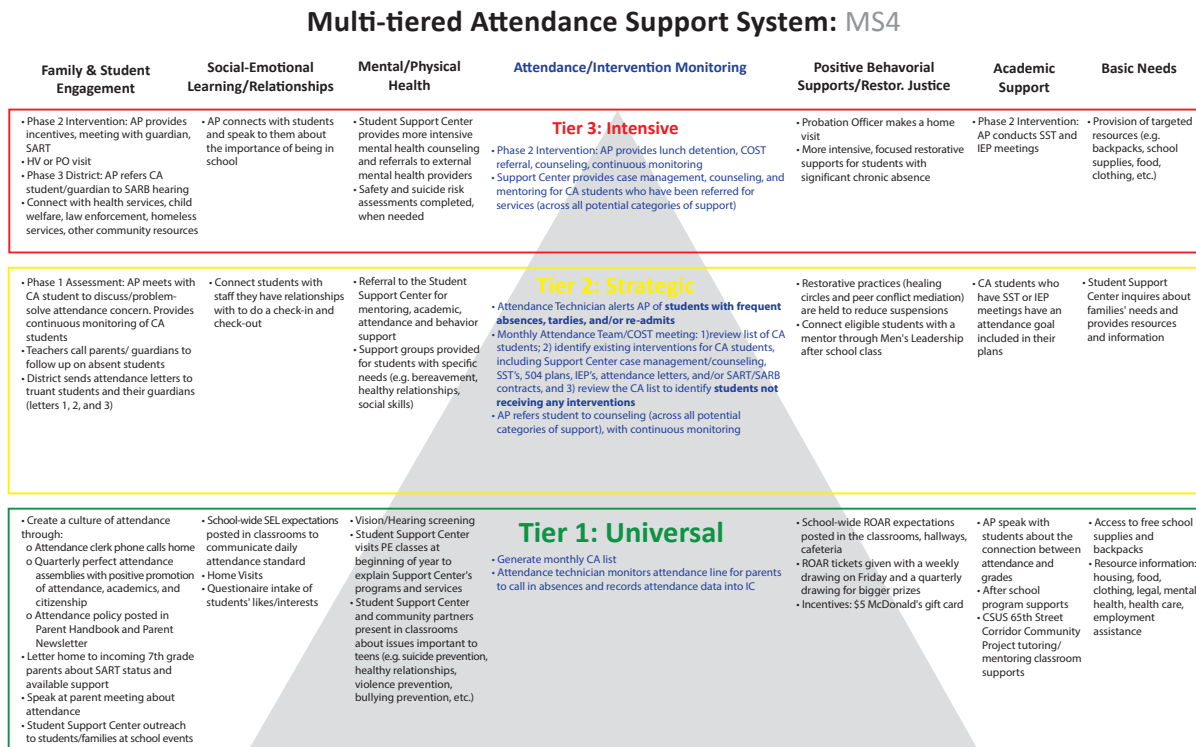 Multi-tiered Attendance Support System: MS4
Family & Student
Engagement
Social-Emotional
Learning/Relationships
Mental/Physical
Health
Attendance/Intervention Monitoring
Positive Behavorial
Supports/Restor. Justice
Academic
Support
Basic Needs
• Phase 2 Intervention: AP provides
incentives, meeting with guardian,
SART
• HV or PO visit
• Phase 3 District: AP refers CA
student/guardian to SARB hearing
• Connect with health services, child
welfare, law enforcement, homeless
services, other community resources
• AP connects with students
and speak to them about
the importance of being in
school
• Student Support Center
provides more intensive
mental health counseling
and referrals to external
mental health providers
• Safety and suicide risk
assessments completed,
when needed
Tier 3: Intensive
• Phase 2 Intervention: AP provides lunch detention, COST
referral, counseling, continuous monitoring
• Support Center provides case management, counseling, and
mentoring for CA students who have been referred for
services (across all potential categories of support)
• Probation Officer makes a home
visit
• More intensive, focused restorative
supports for students with
significant chronic absence
• Phase 2 Intervention:
AP conducts SST and
IEP meetings
• Provision of targeted
resources (e.g.
backpacks, school
supplies, food,
clothing, etc.)
• Phase 1 Assessment: AP meets with
CA student to discuss/problem-
solve attendance concern. Provides
continuous monitoring of CA
students
• Teachers call parents/ guardians to
follow up on absent students
• District sends attendance letters to
truant students and their guardians
(letters 1, 2, and 3)
• Connect students with
staff they have relationships
with to do a check-in and
check-out
• Referral to the Student
Support Center for
mentoring, academic,
attendance and behavior
support
• Support groups provided
for students with specific
needs (e.g. bereavement,
healthy relationships,
social skills)
Tier 2: Strategic
• Attendance Technician alerts AP of students with frequent
absences, tardies, and/or re-admits
• Monthly Attendance Team/COST meeting: 1)review list of CA
students; 2) identify existing interventions for CA students,
including Support Center case management/counseling,
SST's, 504 plans, IEP's, attendance letters, and/or SART/SARB
contracts, and 3) review the CA list to identify students not
receiving any interventions
• AP refers student to counseling (across all potential
categories of support), with continuous monitoring
• Restorative practices (healing
circles and peer conflict mediation)
are held to reduce suspensions
• Connect eligible students with a
mentor through Men's Leadership
after school class
• CA students who
have SST or IEP
meetings have an
attendance goal
included in their
plans
• Student Support
Center inquires about
families' needs and
provides resources
and information
• Create a culture of attendance
through:
o Attendance clerk phone calls home
o Quarterly perfect attendance
assemblies with positive promotion
of attendance, academics, and
citizenship
o Attendance policy posted in
Parent Handbook and Parent
Newsletter
• Letter home to incoming 7th grade
parents about SART status and
available support
• Speak at parent meeting about
attendance
• Student Support Center outreach
to students/families at school events
• School-wide SEL expectations
posted in classrooms to
communicate daily
attendance standard
• Home Visits
• Questionaire intake of
students' likes/interests
• Vision/Hearing screening
• Student Support Center
visits PE classes at
beginning of year to
explain Support Center's
programs and services
• Student Support Center
and community partners
present in classrooms
about issues important to
teens (e.g. suicide prevention,
healthy relationships,
violence prevention,
bullying prevention, etc.)
Tier 1: Universal
• Generate monthly CA list
• Attendance technician monitors attendance line for parents
to call in absences and records attendance data into IC
• School-wide ROAR expectations
posted in the classrooms, hallways,
cafeteria
• ROAR tickets given with a weekly
drawing on Friday and a quarterly
drawing for bigger prizes
• Incentives: $5 McDonald's gift card
• AP speak with
students about the
connection between
attendance and
grades
• After school
program supports
• CSUS 65th Street
Corridor Community
Project tutoring/
mentoring classroom
supports
• Access to free school
supplies and
backpacks
• Resource information:
housing, food,
clothing, legal, mental
health, health care,
employment
assistance